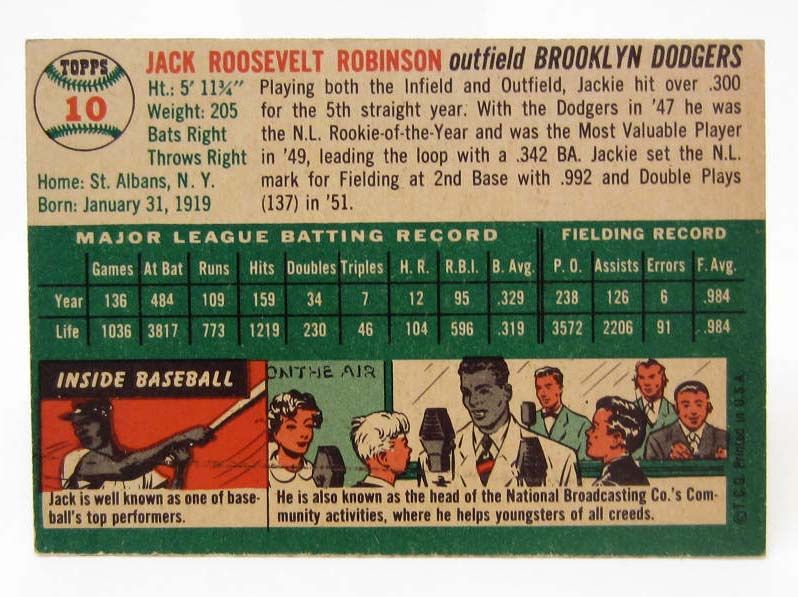 TOPPS
10
JACK ROOSEVELT ROBINSON outfield BROOKLYN DODGERS
Ht.: 5' 11¾"
Weight: 205
Bats Right
Throws Right
Home: St. Albans, N. Y.
Born: January 31, 1919
Playing both the Infield and Outfield, Jackie hit over .300
for the 5th straight year. With the Dodgers in '47 he was
the N.L. Rookie-of-the-Year and was the Most Valuable Player
in '49, leading the loop with a .342 BA. Jackie set the N.L.
mark for Fielding at 2nd Base with .992 and Double Plays
(137) in '51.
MAJOR LEAGUE BATTING RECORD FIELDING RECORD
Games At Bat Runs Hits Doubles Triples H. R. R.B.I. B. Avg. P. O. Assists Errors F. Avg.
Year 136 484 109 159 34 7 12 95 .329 238 126 6 .984
Life 1036 3817 773 1219 230 46 104 596 .319 3572 2206 91 .984
INSIDE BASEBALL
ON THE AIR
Jack is well known as one of base-
ball's top performers.
He is also known as the head of the National Broadcasting Co.'s Com-
munity activities, where he helps youngsters of all creeds.
©T. C. G. Printed in U. S. A.